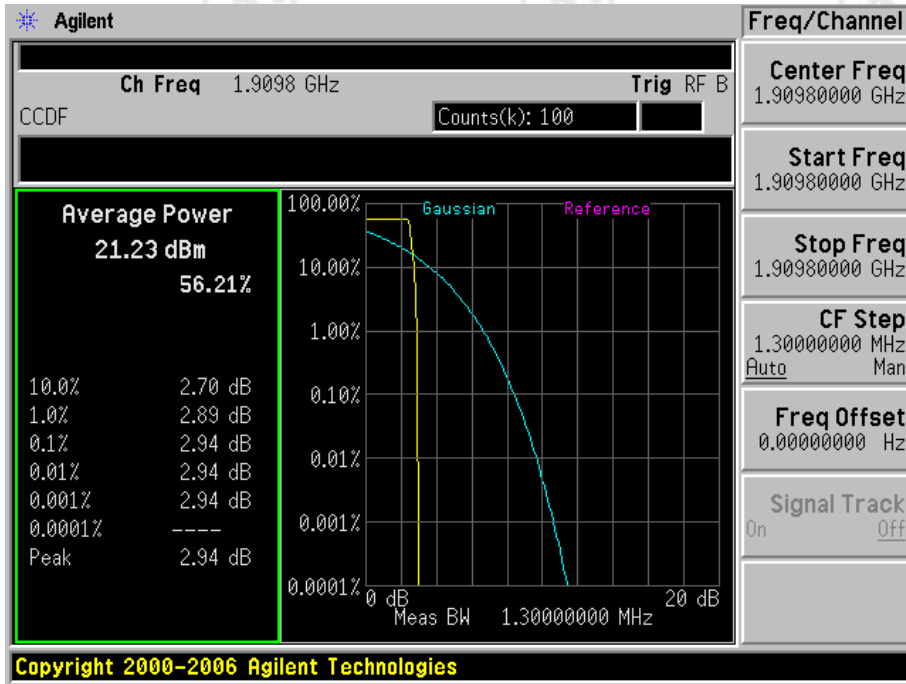 Agilent
Freq/Channel
Ch Freq 1.9098 GHz Trig RF B
CCDF Counts(k): 100
Average Power
21.23 dBm
56.21%
10.0% 2.70 dB
1.0% 2.89 dB
0.1% 2.94 dB
0.01% 2.94 dB
0.001% 2.94 dB
0.0001% ----
Peak 2.94 dB
Gaussian Reference
100.00%
10.00%
1.00%
0.10%
0.01%
0.001%
0.0001%
0 dB 20 dB
Meas BW 1.30000000 MHz
Center Freq
1.90980000 GHz
Start Freq
1.90980000 GHz
Stop Freq
1.90980000 GHz
CF Step
1.30000000 MHz
Auto Man
Freq Offset
0.00000000 Hz
Signal Track
On Off
Copyright 2000-2006 Agilent Technologies